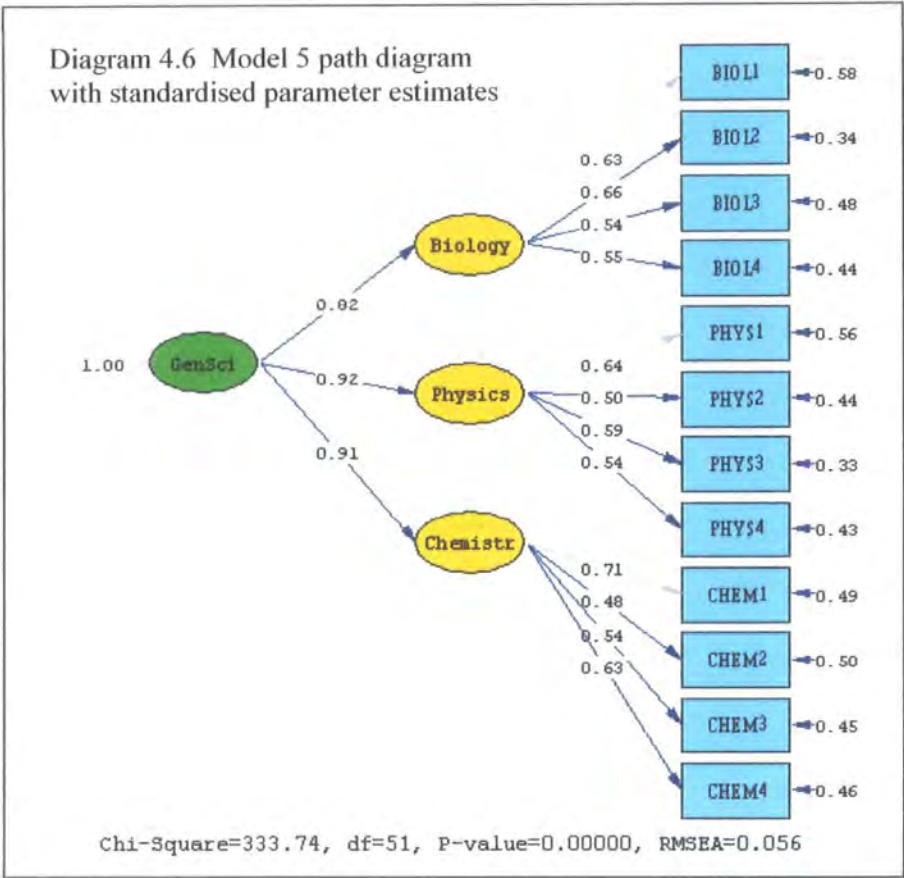 Diagram 4.6 Model 5 path diagram
with standardised parameter estimates
BIOL1
0.58
BIOL2
0.34
0.63
0.66
BIOL3
0.48
0.54
Biology
0.55
BIOL4
0.44
0.82
PHYS1
0.56
1.00
GenSci
0.64
0.92
Physics
0.50
PHYS2
0.44
0.59
0.54
PHYS3
0.33
0.91
PHYS4
0.43
Chemistr
0.71
CHEM1
0.49
0.48
0.54
CHEM2
0.50
0.63
CHEM3
0.45
CHEM4
0.46
Chi-Square=333.74, df=51, P-value=0.00000, RMSEA=0.056